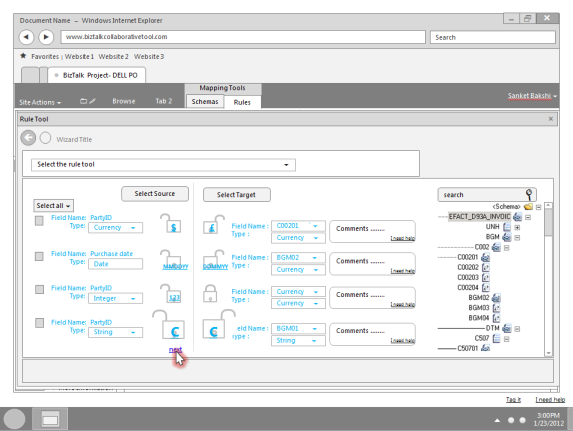 Document Name – Windows Internet Explorer
www.biztalkcollaborativetool.com
Search
Favorites | Website 1 Website 2 Website 3
BizTalk Project- DELL PO
Mapping Tools
Site Actions Browse Tab 2 Schemas Rules Sanket Bakshi
Rule Tool
Wizard Title
Select the rule tool
Select Source Select Target search
Select all <Schema>
EFACT_D93A_INVOIC
UNH
BGM
C002
C00201
C00202
C00203
C00204
BGM02
BGM03
BGM04
DTM
C507
C50701
Field Name: PartyID
Type: Currency
$
£
Field Name : C00201
Type : Currency
Comments .......
I need help
Field Name: Purchase date
Type: Date
MMDDYY
DDMMYY
Field Name : BGM02
Type : Currency
Comments .......
I need help
Field Name: PartyID
Type: Integer
123
Field Name : Currency
Type : Currency
Comments .......
I need help
Field Name: PartyID
Type: String
C
C
eld Name : BGM01
ype : String
Comments .......
I need help
next
Tag it I need help
3:00PM
1/23/2012